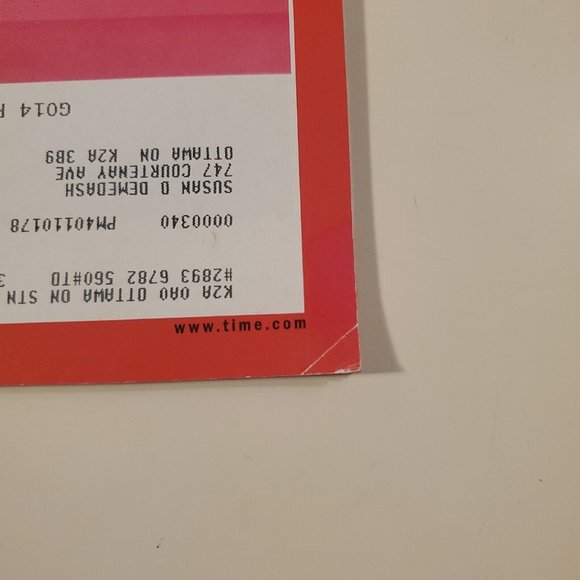 K2A 0A0 OTTAWA ON STN
#2893 6782 560#TD
0000340 PM40110178
SUSAN D DEMEDASH
747 COURTENAY AVE
OTTAWA ON K2A 3B9
G014
www.time.com